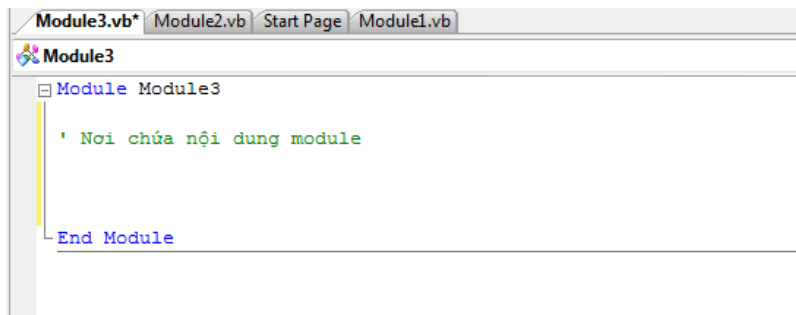 Module3.vb* Module2.vb Start Page Module1.vb
Module3
Module Module3
' Nơi chứa nội dung module
End Module